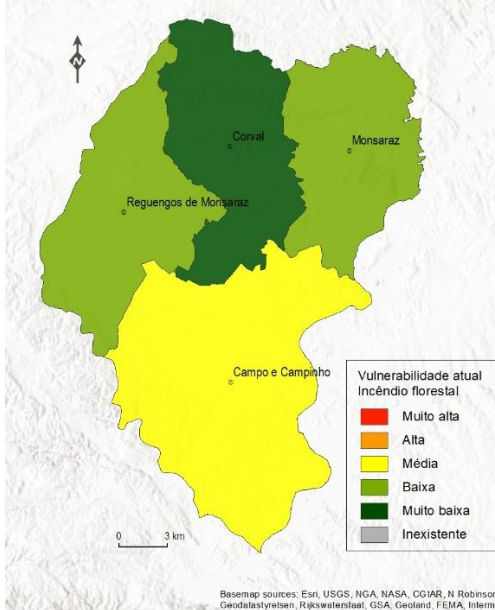 N
Corval
Monsaraz
Reguengos de Monsaraz
Campo e Campinho
Vulnerabilidade atual
Incêndio florestal
Muito alta
Alta
Média
Baixa
Muito baixa
Inexistente
0 3 km
Basemap sources: Esri, USGS, NGA, NASA, CGIAR, N Robinson
Geodatastyrelsen, Rijkswaterstaat, GSA, Geoland, FEMA, Interm